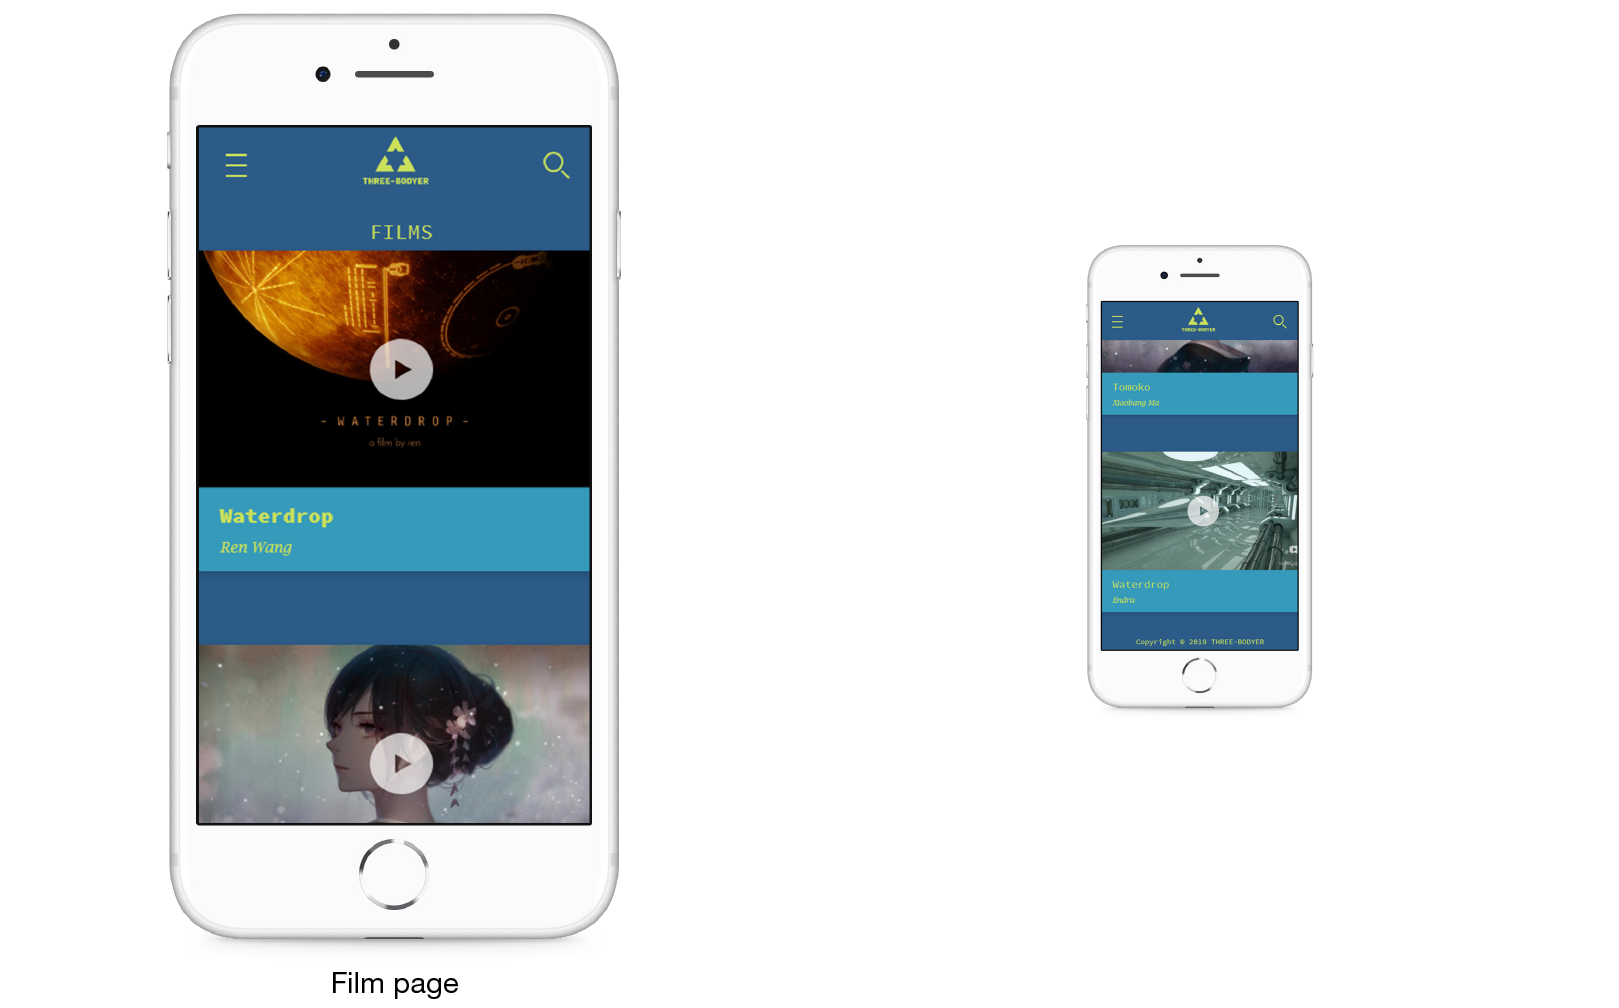 THREE-BODYER
FILMS
- WATERDROP -
a film by ren
Waterdrop
Ren Wang
Film page
THREE-BODYER
Tomoko
Xiaobang Ma
Waterdrop
Endris
Copyright © 2019 THREE-BODYER